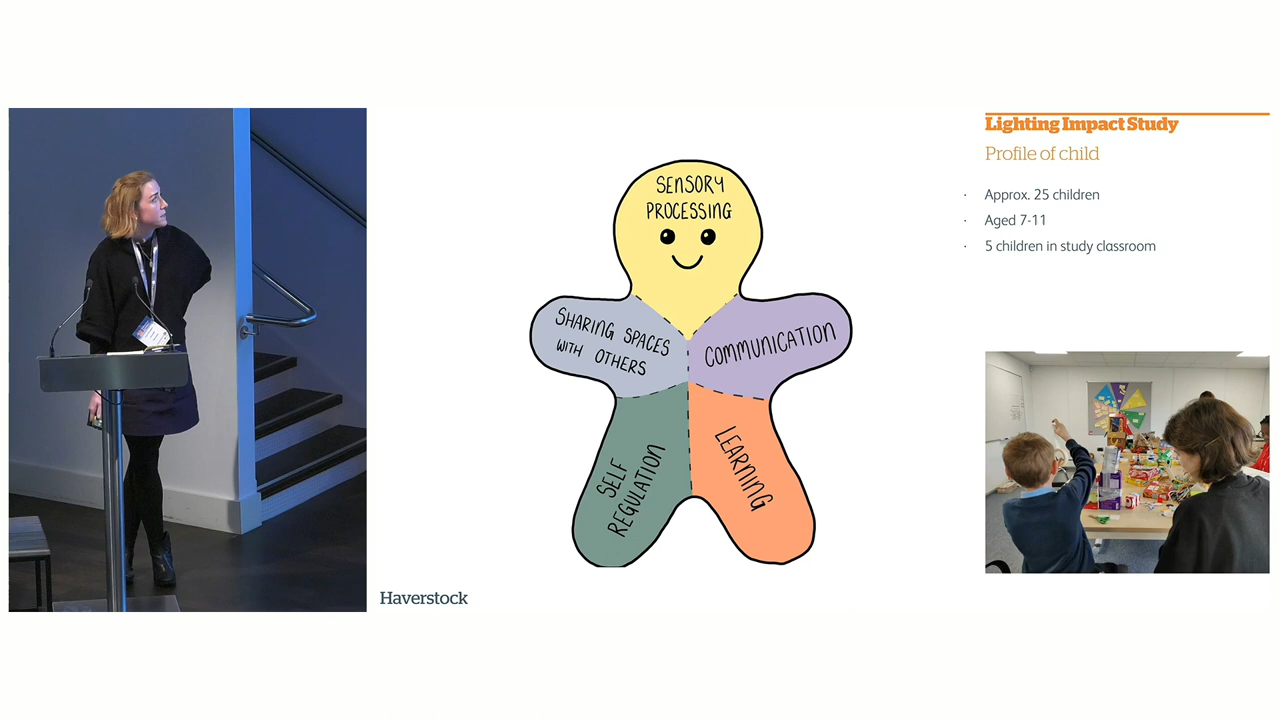 Lighting Impact Study
Profile of child
· Approx. 25 children
· Aged 7-11
· 5 children in study classroom
SENSORY
PROCESSING
SHARING SPACES
WITH OTHERS
COMMUNICATION
SELF
REGULATION
LEARNING
Haverstock